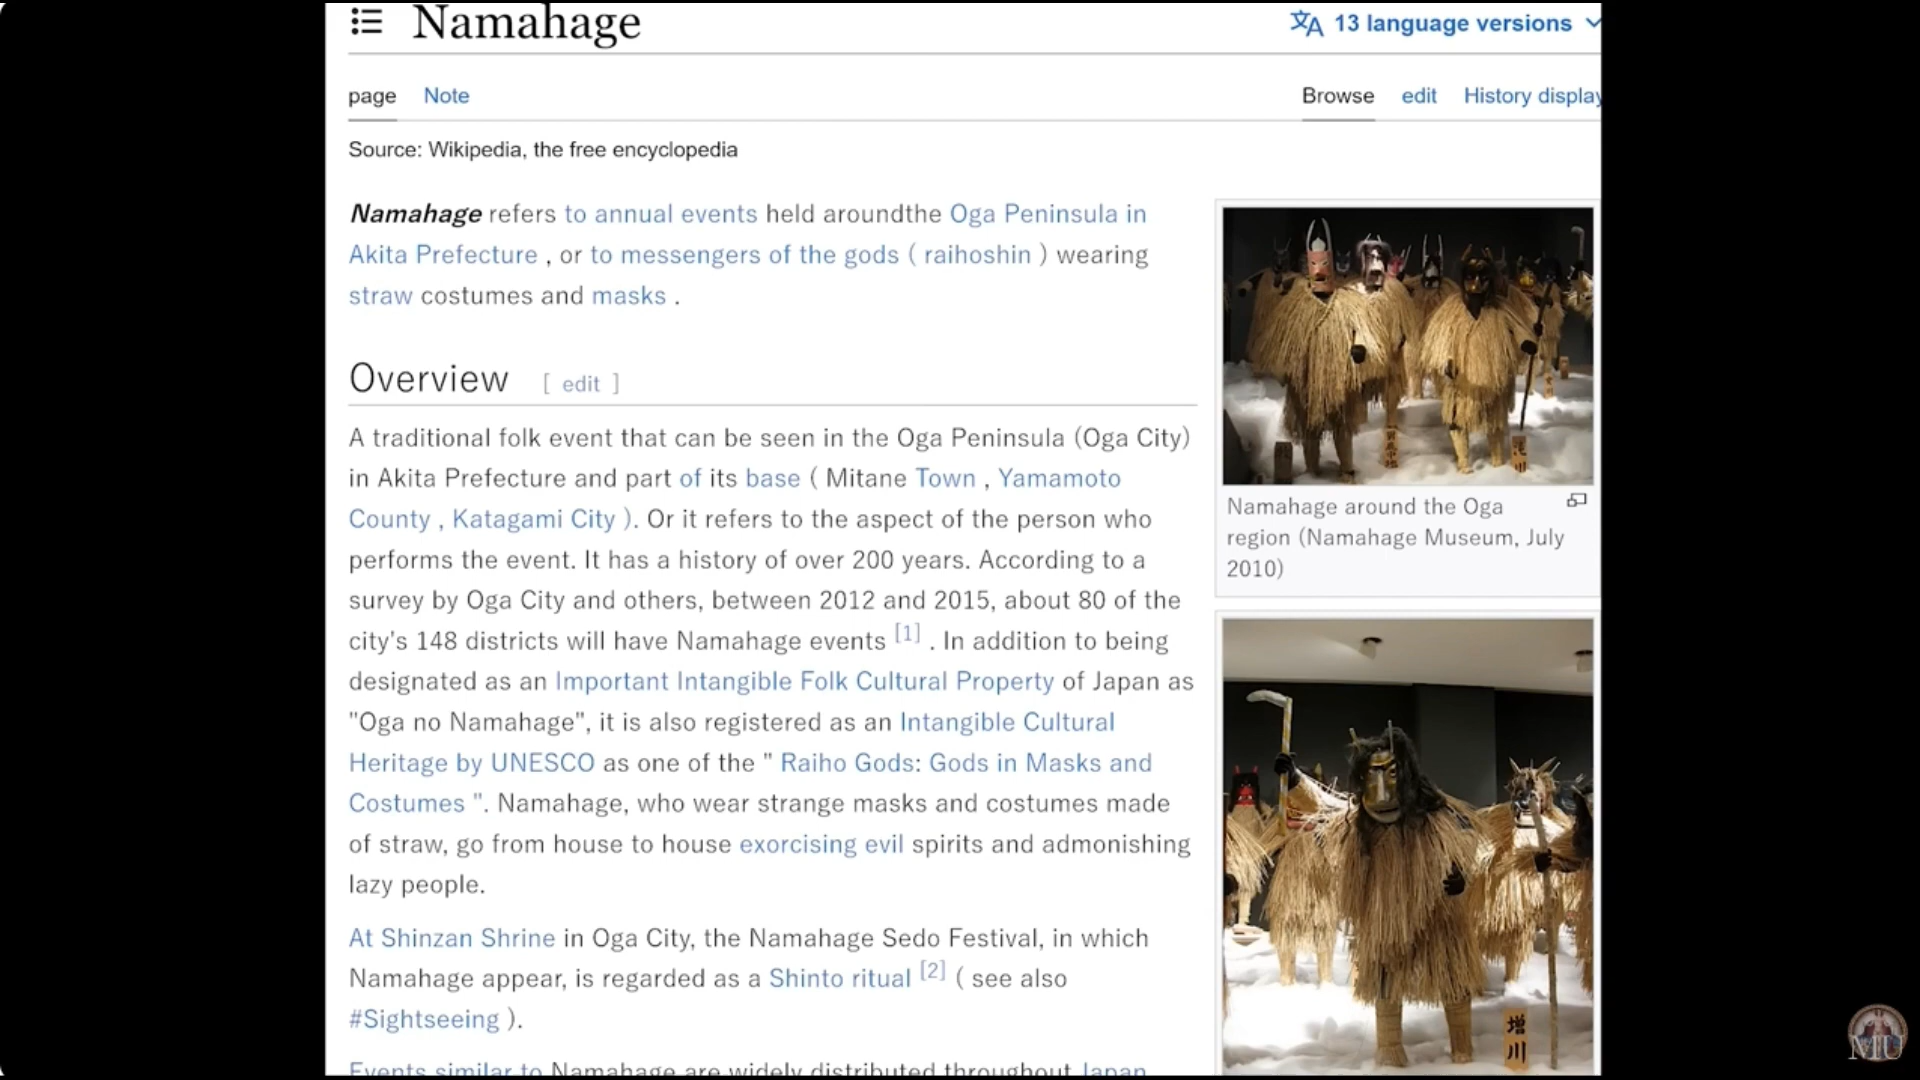 Namahage
13 language versions
page Note
Browse edit History display
Source: Wikipedia, the free encyclopedia
Namahage refers to annual events held aroundthe Oga Peninsula in
Akita Prefecture , or to messengers of the gods ( raihoshin ) wearing
straw costumes and masks .
Overview [ edit ]
A traditional folk event that can be seen in the Oga Peninsula (Oga City)
in Akita Prefecture and part of its base ( Mitane Town , Yamamoto
County , Katagami City ). Or it refers to the aspect of the person who
performs the event. It has a history of over 200 years. According to a
survey by Oga City and others, between 2012 and 2015, about 80 of the
city's 148 districts will have Namahage events [1] . In addition to being
designated as an Important Intangible Folk Cultural Property of Japan as
"Oga no Namahage", it is also registered as an Intangible Cultural
Heritage by UNESCO as one of the " Raiho Gods: Gods in Masks and
Costumes ". Namahage, who wear strange masks and costumes made
of straw, go from house to house exorcising evil spirits and admonishing
lazy people.
At Shinzan Shrine in Oga City, the Namahage Sedo Festival, in which
Namahage appear, is regarded as a Shinto ritual [2] ( see also
#Sightseeing ).
Events similar to Namahage are widely distributed throughout Japan
Namahage around the Oga
region (Namahage Museum, July
2010)
増
川
MU